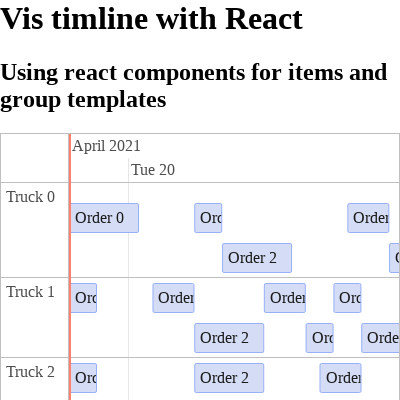 Vis timline with React
Using react components for items and
group templates
April 2021
Tue 20
Truck 0
Order 0
Orc
Order
Order 2
Truck 1
Orc
Order
Order
Orc
Order 2
Orc
Orde
Truck 2
Orc
Order 2
Order